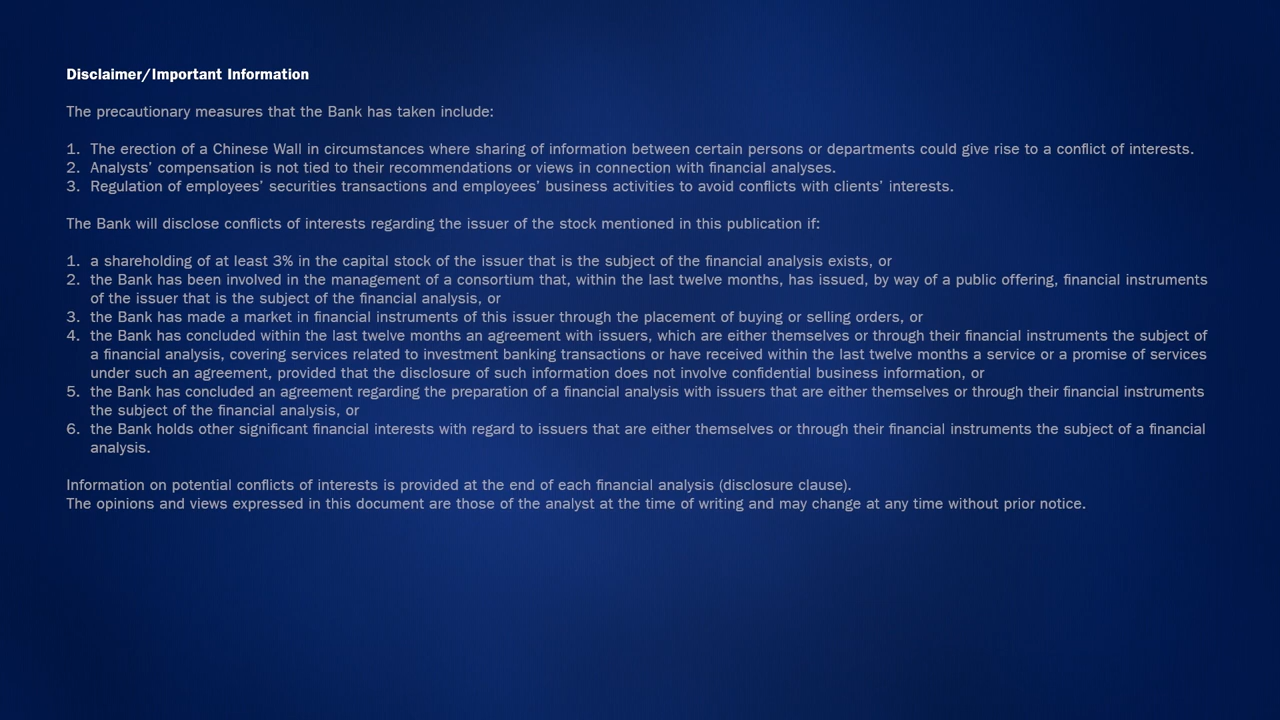 Disclaimer/Important Information
The precautionary measures that the Bank has taken include:
1. The erection of a Chinese Wall in circumstances where sharing of information between certain persons or departments could give rise to a conflict of interests.
2. Analysts' compensation is not tied to their recommendations or views in connection with financial analyses.
3. Regulation of employees' securities transactions and employees' business activities to avoid conflicts with clients' interests.
The Bank will disclose conflicts of interests regarding the issuer of the stock mentioned in this publication if:
1. a shareholding of at least 3% in the capital stock of the issuer that is the subject of the financial analysis exists, or
2. the Bank has been involved in the management of a consortium that, within the last twelve months, has issued, by way of a public offering, financial instruments
of the issuer that is the subject of the financial analysis, or
3. the Bank has made a market in financial instruments of this issuer through the placement of buying or selling orders, or
4. the Bank has concluded within the last twelve months an agreement with issuers, which are either themselves or through their financial instruments the subject of
a financial analysis, covering services related to investment banking transactions or have received within the last twelve months a service or a promise of services
under such an agreement, provided that the disclosure of such information does not involve confidential business information, or
5. the Bank has concluded an agreement regarding the preparation of a financial analysis with issuers that are either themselves or through their financial instruments
the subject of the financial analysis, or
6. the Bank holds other significant financial interests with regard to issuers that are either themselves or through their financial instruments the subject of a financial
analysis.
Information on potential conflicts of interests is provided at the end of each financial analysis (disclosure clause).
The opinions and views expressed in this document are those of the analyst at the time of writing and may change at any time without prior notice.